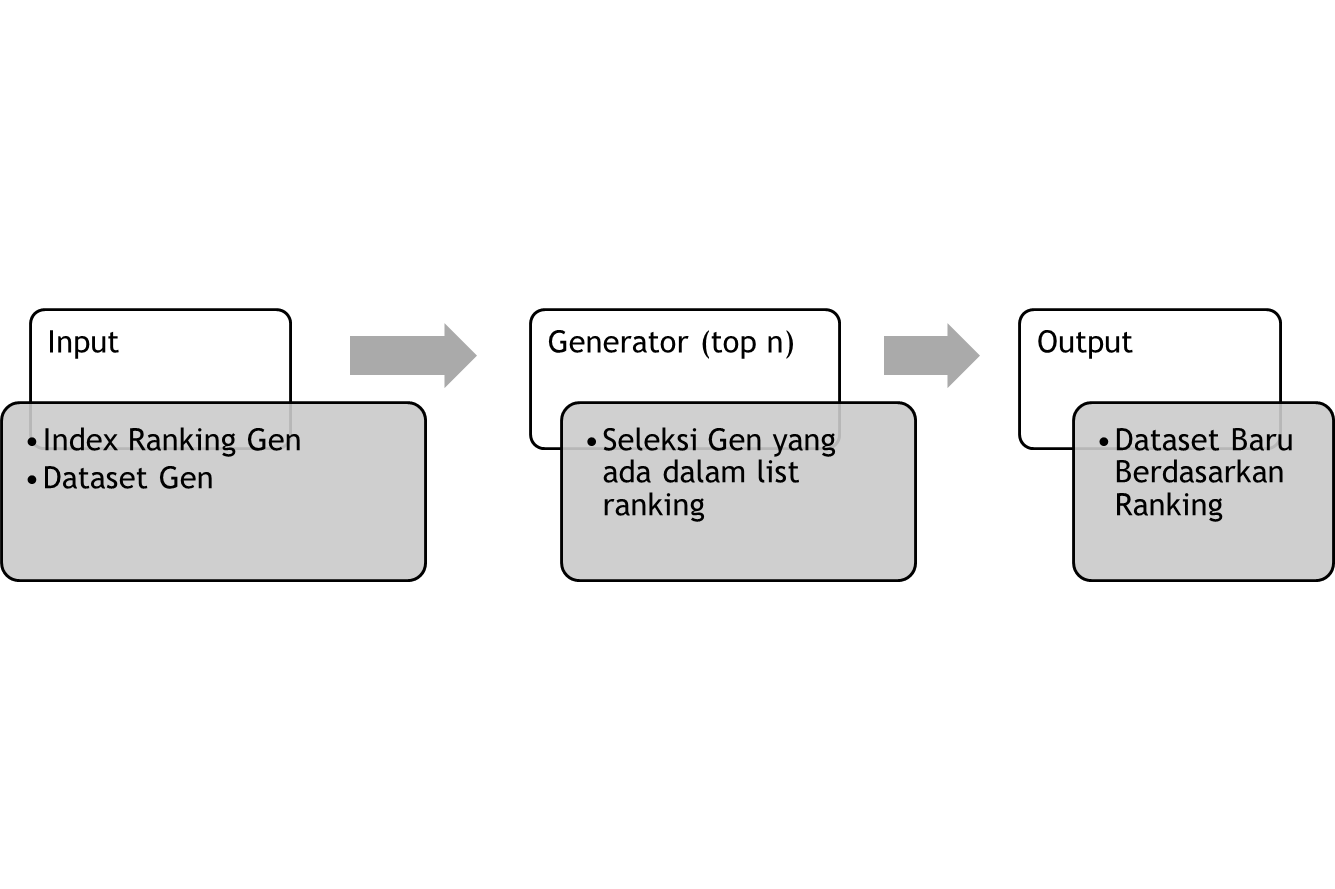 Input
•Index Ranking Gen
•Dataset Gen
Generator (top n)
•Seleksi Gen yang
ada dalam list
ranking
Output
•Dataset Baru
Berdasarkan
Ranking